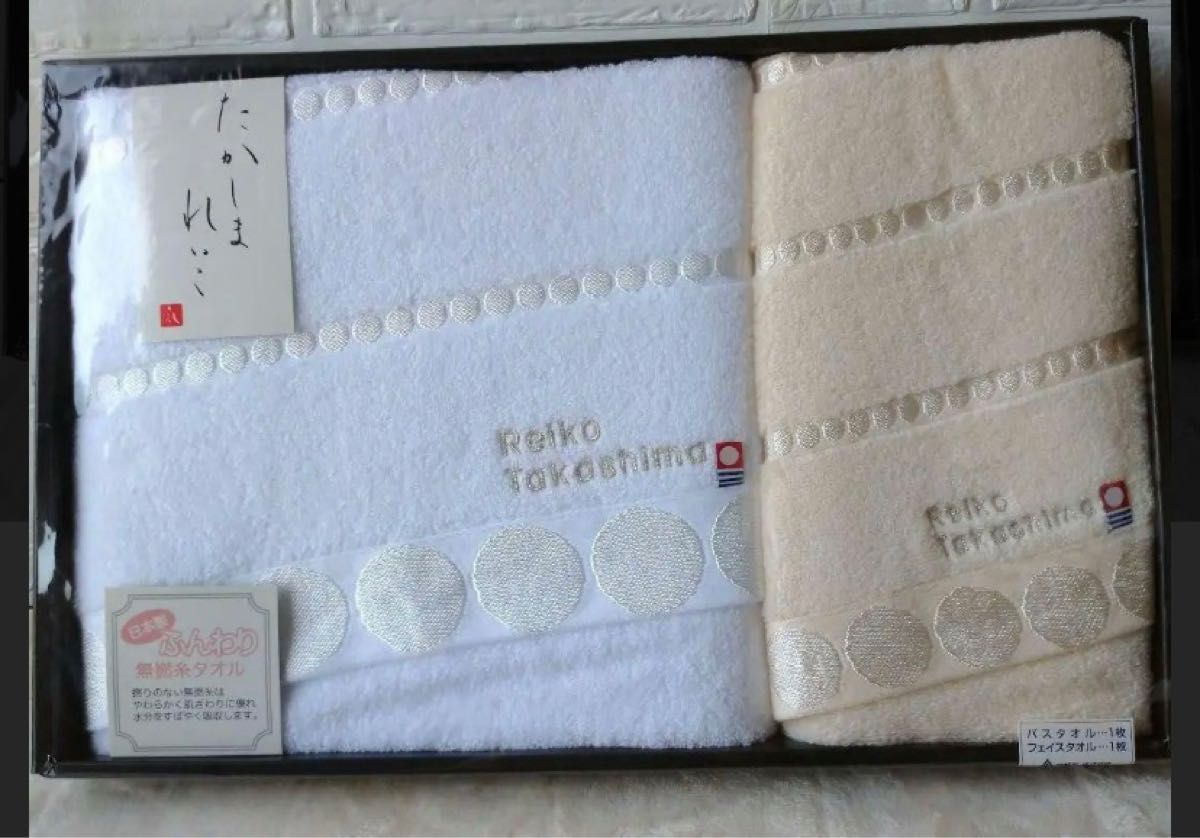 たかしま
れいこ
Reiko
Takashima
Reiko
Takashima
日本製
ふんわり
無撚糸タオル
撚りのない無撚糸は
やわらかく肌ざわりに優れ
水分をすばやく吸収します。
バスタオル…1枚
フェイスタオル…1枚